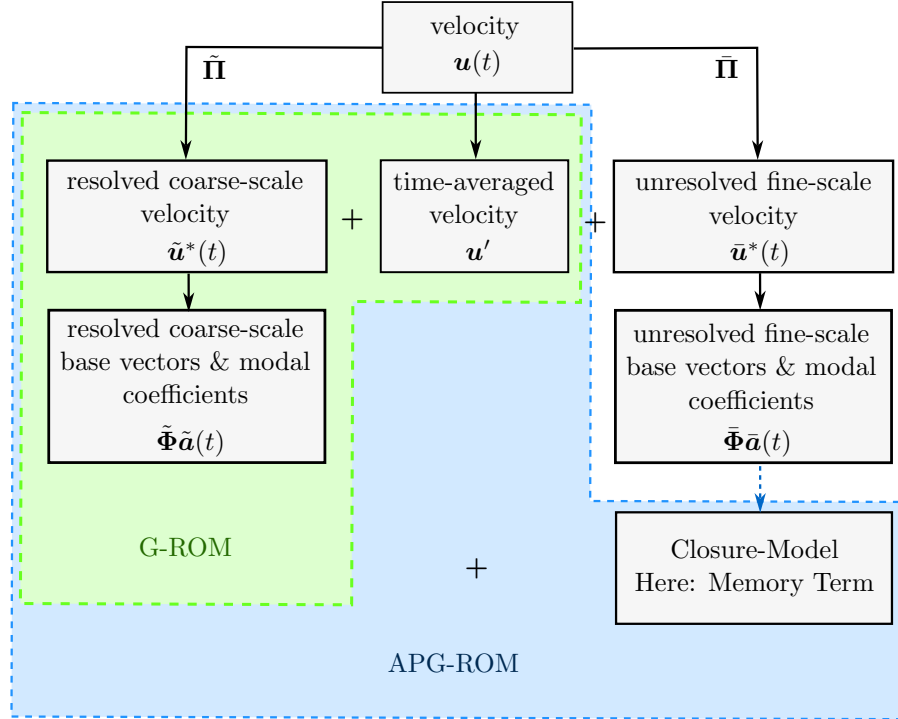 velocity
𝒖(t)
𝚷̃
𝚷̄
resolved coarse-scale
velocity
𝒖̃*(t)
+
time-averaged
velocity
𝒖′
+
unresolved fine-scale
velocity
𝒖̄*(t)
resolved coarse-scale
base vectors & modal
coefficients
𝚽̃𝒂̃(t)
unresolved fine-scale
base vectors & modal
coefficients
𝚽̄𝒂̄(t)
G-ROM
+
Closure-Model
Here: Memory Term
APG-ROM